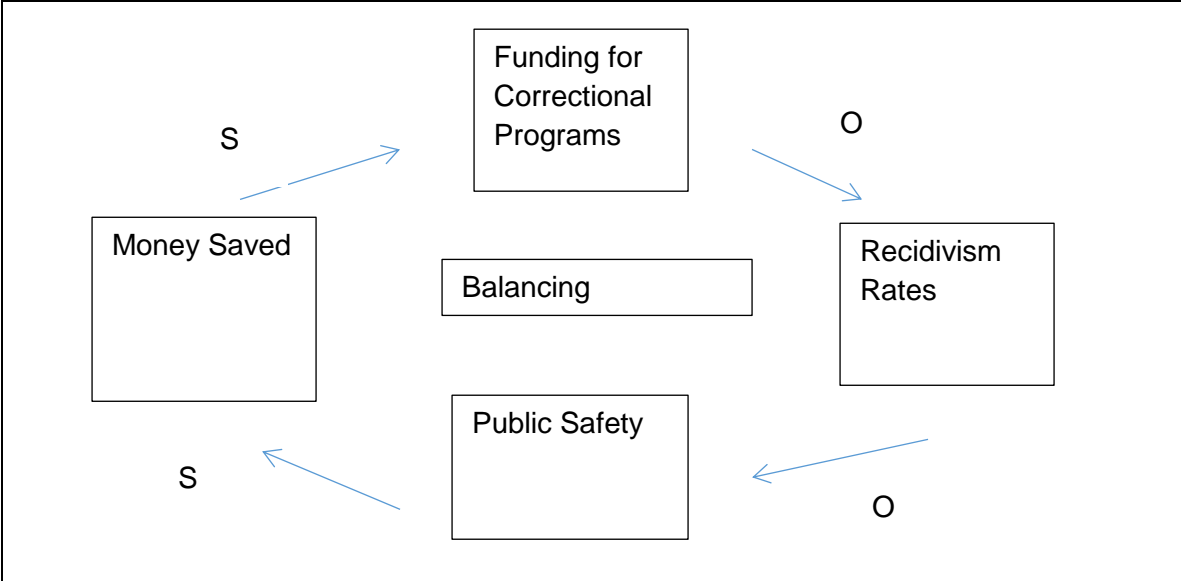 Funding for
Correctional
Programs
S
O
Money Saved
Balancing
Recidivism
Rates
Public Safety
S
O